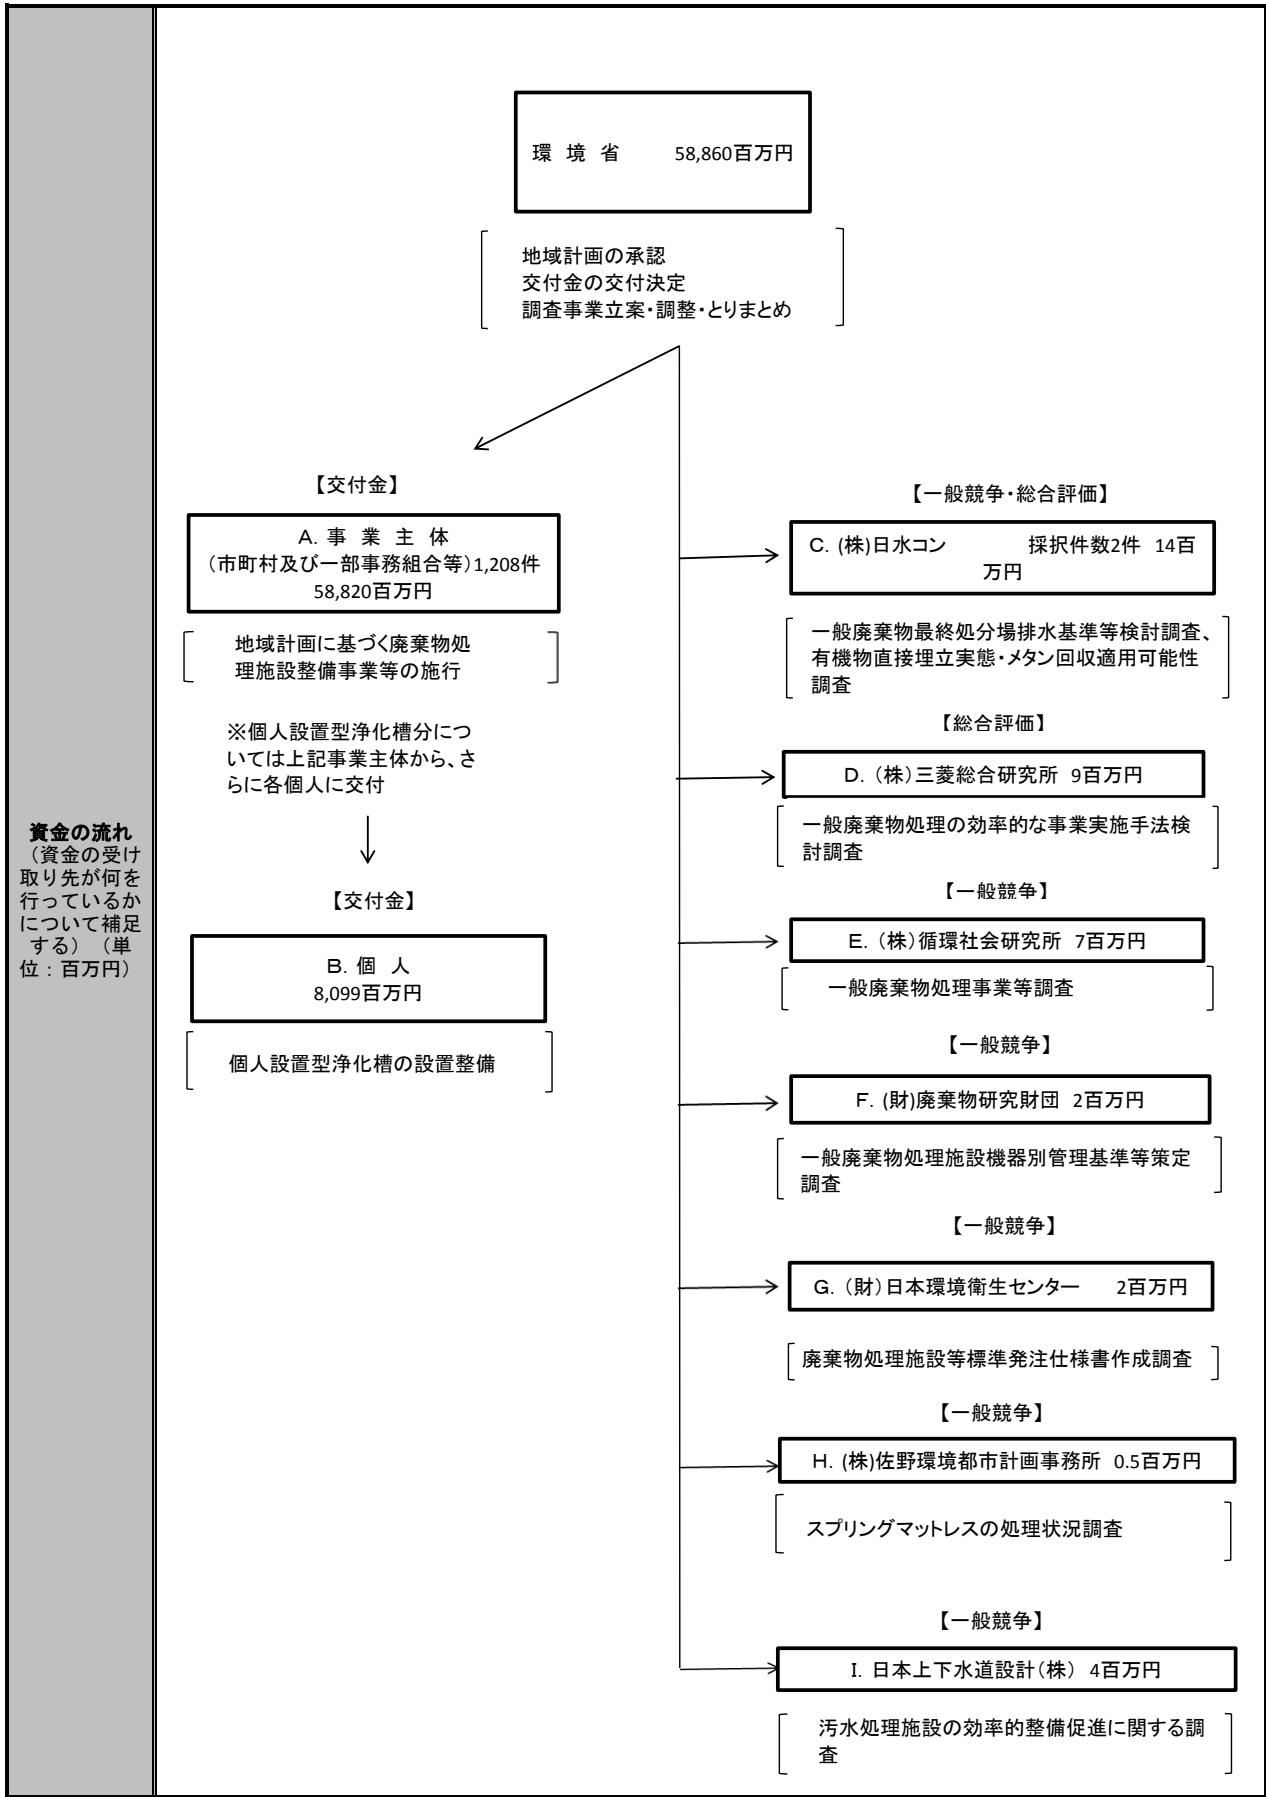 資金の流れ
（資金の受け
取り先が何を
行っているか
について補足
する）（単
位：百万円）
環 境 省 58,860百万円
地域計画の承認
交付金の交付決定
調査事業立案・調整・とりまとめ
【交付金】
A. 事 業 主 体
（市町村及び一部事務組合等）1,208件
58,820百万円
地域計画に基づく廃棄物処
理施設整備事業等の施行
※個人設置型浄化槽分につ
いては上記事業主体から、さ
らに各個人に交付
【交付金】
B. 個 人
8,099百万円
個人設置型浄化槽の設置整備
【一般競争・総合評価】
C. (株)日水コン 採択件数2件 14百
万円
一般廃棄物最終処分場排水基準等検討調査、
有機物直接埋立実態・メタン回収適用可能性
調査
【総合評価】
D. （株）三菱総合研究所 9百万円
一般廃棄物処理の効率的な事業実施手法検
討調査
【一般競争】
E. （株）循環社会研究所 7百万円
一般廃棄物処理事業等調査
【一般競争】
F. (財)廃棄物研究財団 2百万円
一般廃棄物処理施設機器別管理基準等策定
調査
【一般競争】
G. （財）日本環境衛生センター 2百万円
廃棄物処理施設等標準発注仕様書作成調査
【一般競争】
H. (株)佐野環境都市計画事務所 0.5百万円
スプリングマットレスの処理状況調査
【一般競争】
I. 日本上下水道設計（株） 4百万円
汚水処理施設の効率的整備促進に関する調
査